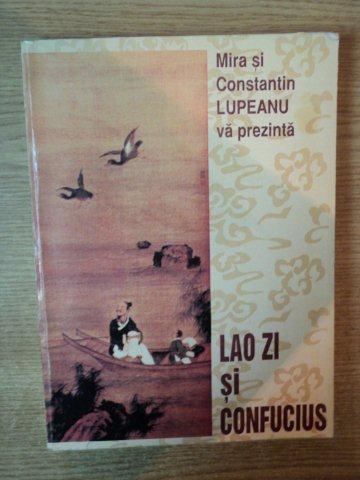 Mira și
Constantin
LUPEANU
vă prezintă
LAO ZI
și
CONFUCIUS